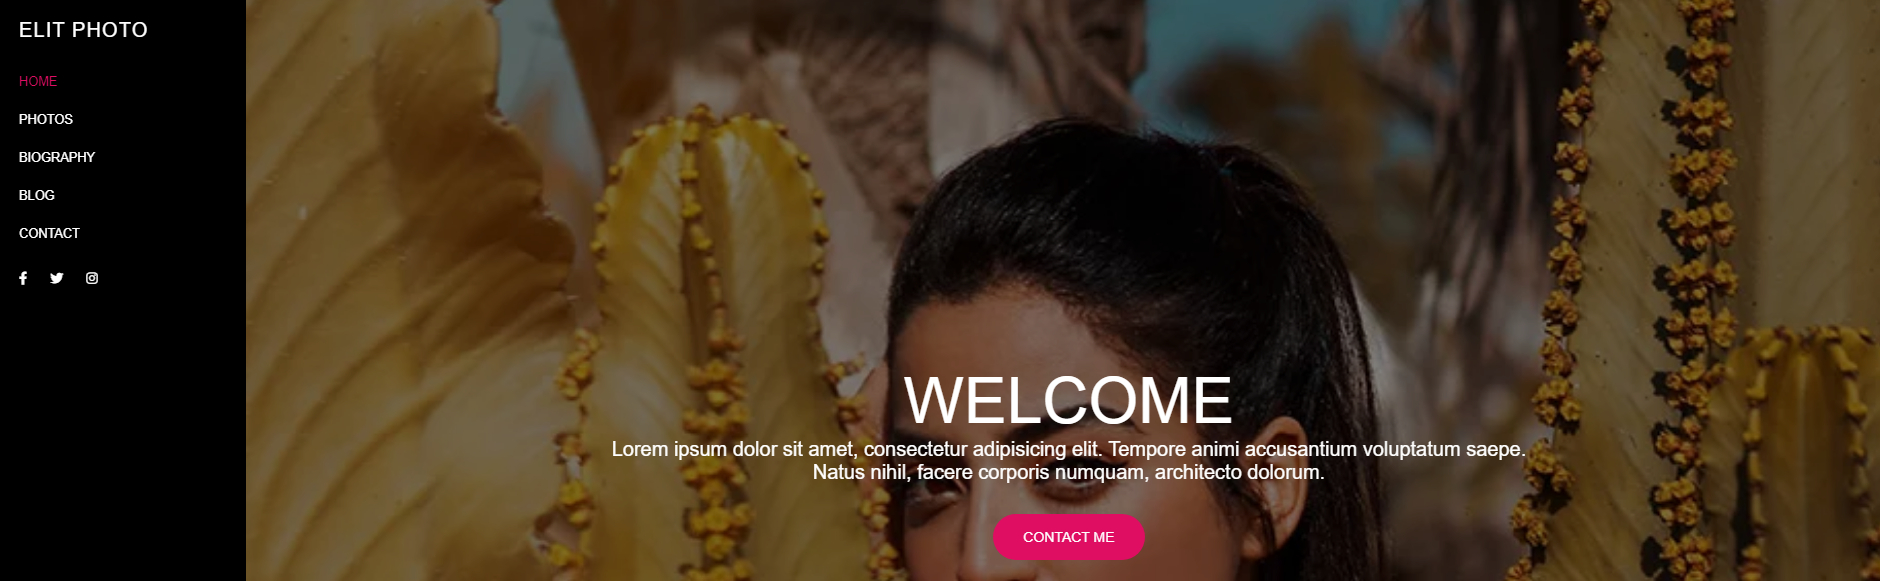 ELIT PHOTO
HOME
PHOTOS
BIOGRAPHY
BLOG
CONTACT
WELCOME
Lorem ipsum dolor sit amet, consectetur adipisicing elit. Tempore animi accusantium voluptatum saepe.
Natus nihil, facere corporis numquam, architecto dolorum.
CONTACT ME